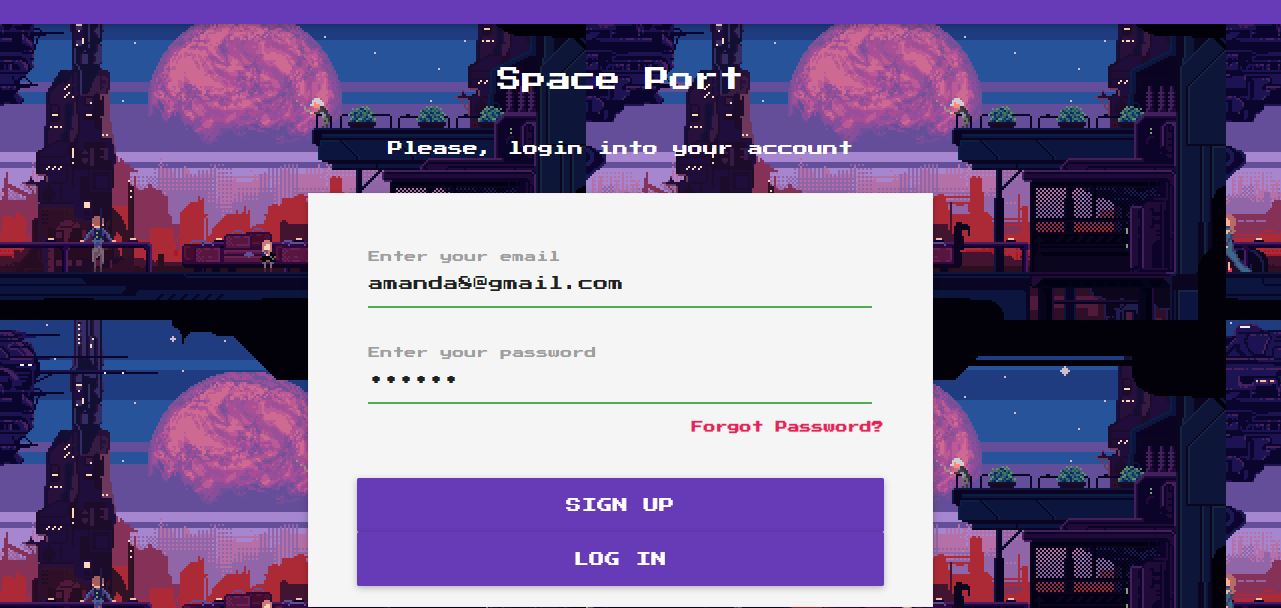 Space Port
Please, login into your account
Enter your email
amanda&@gmail.com
Enter your password
••••••
Forgot Password?
SIGN UP
LOG IN